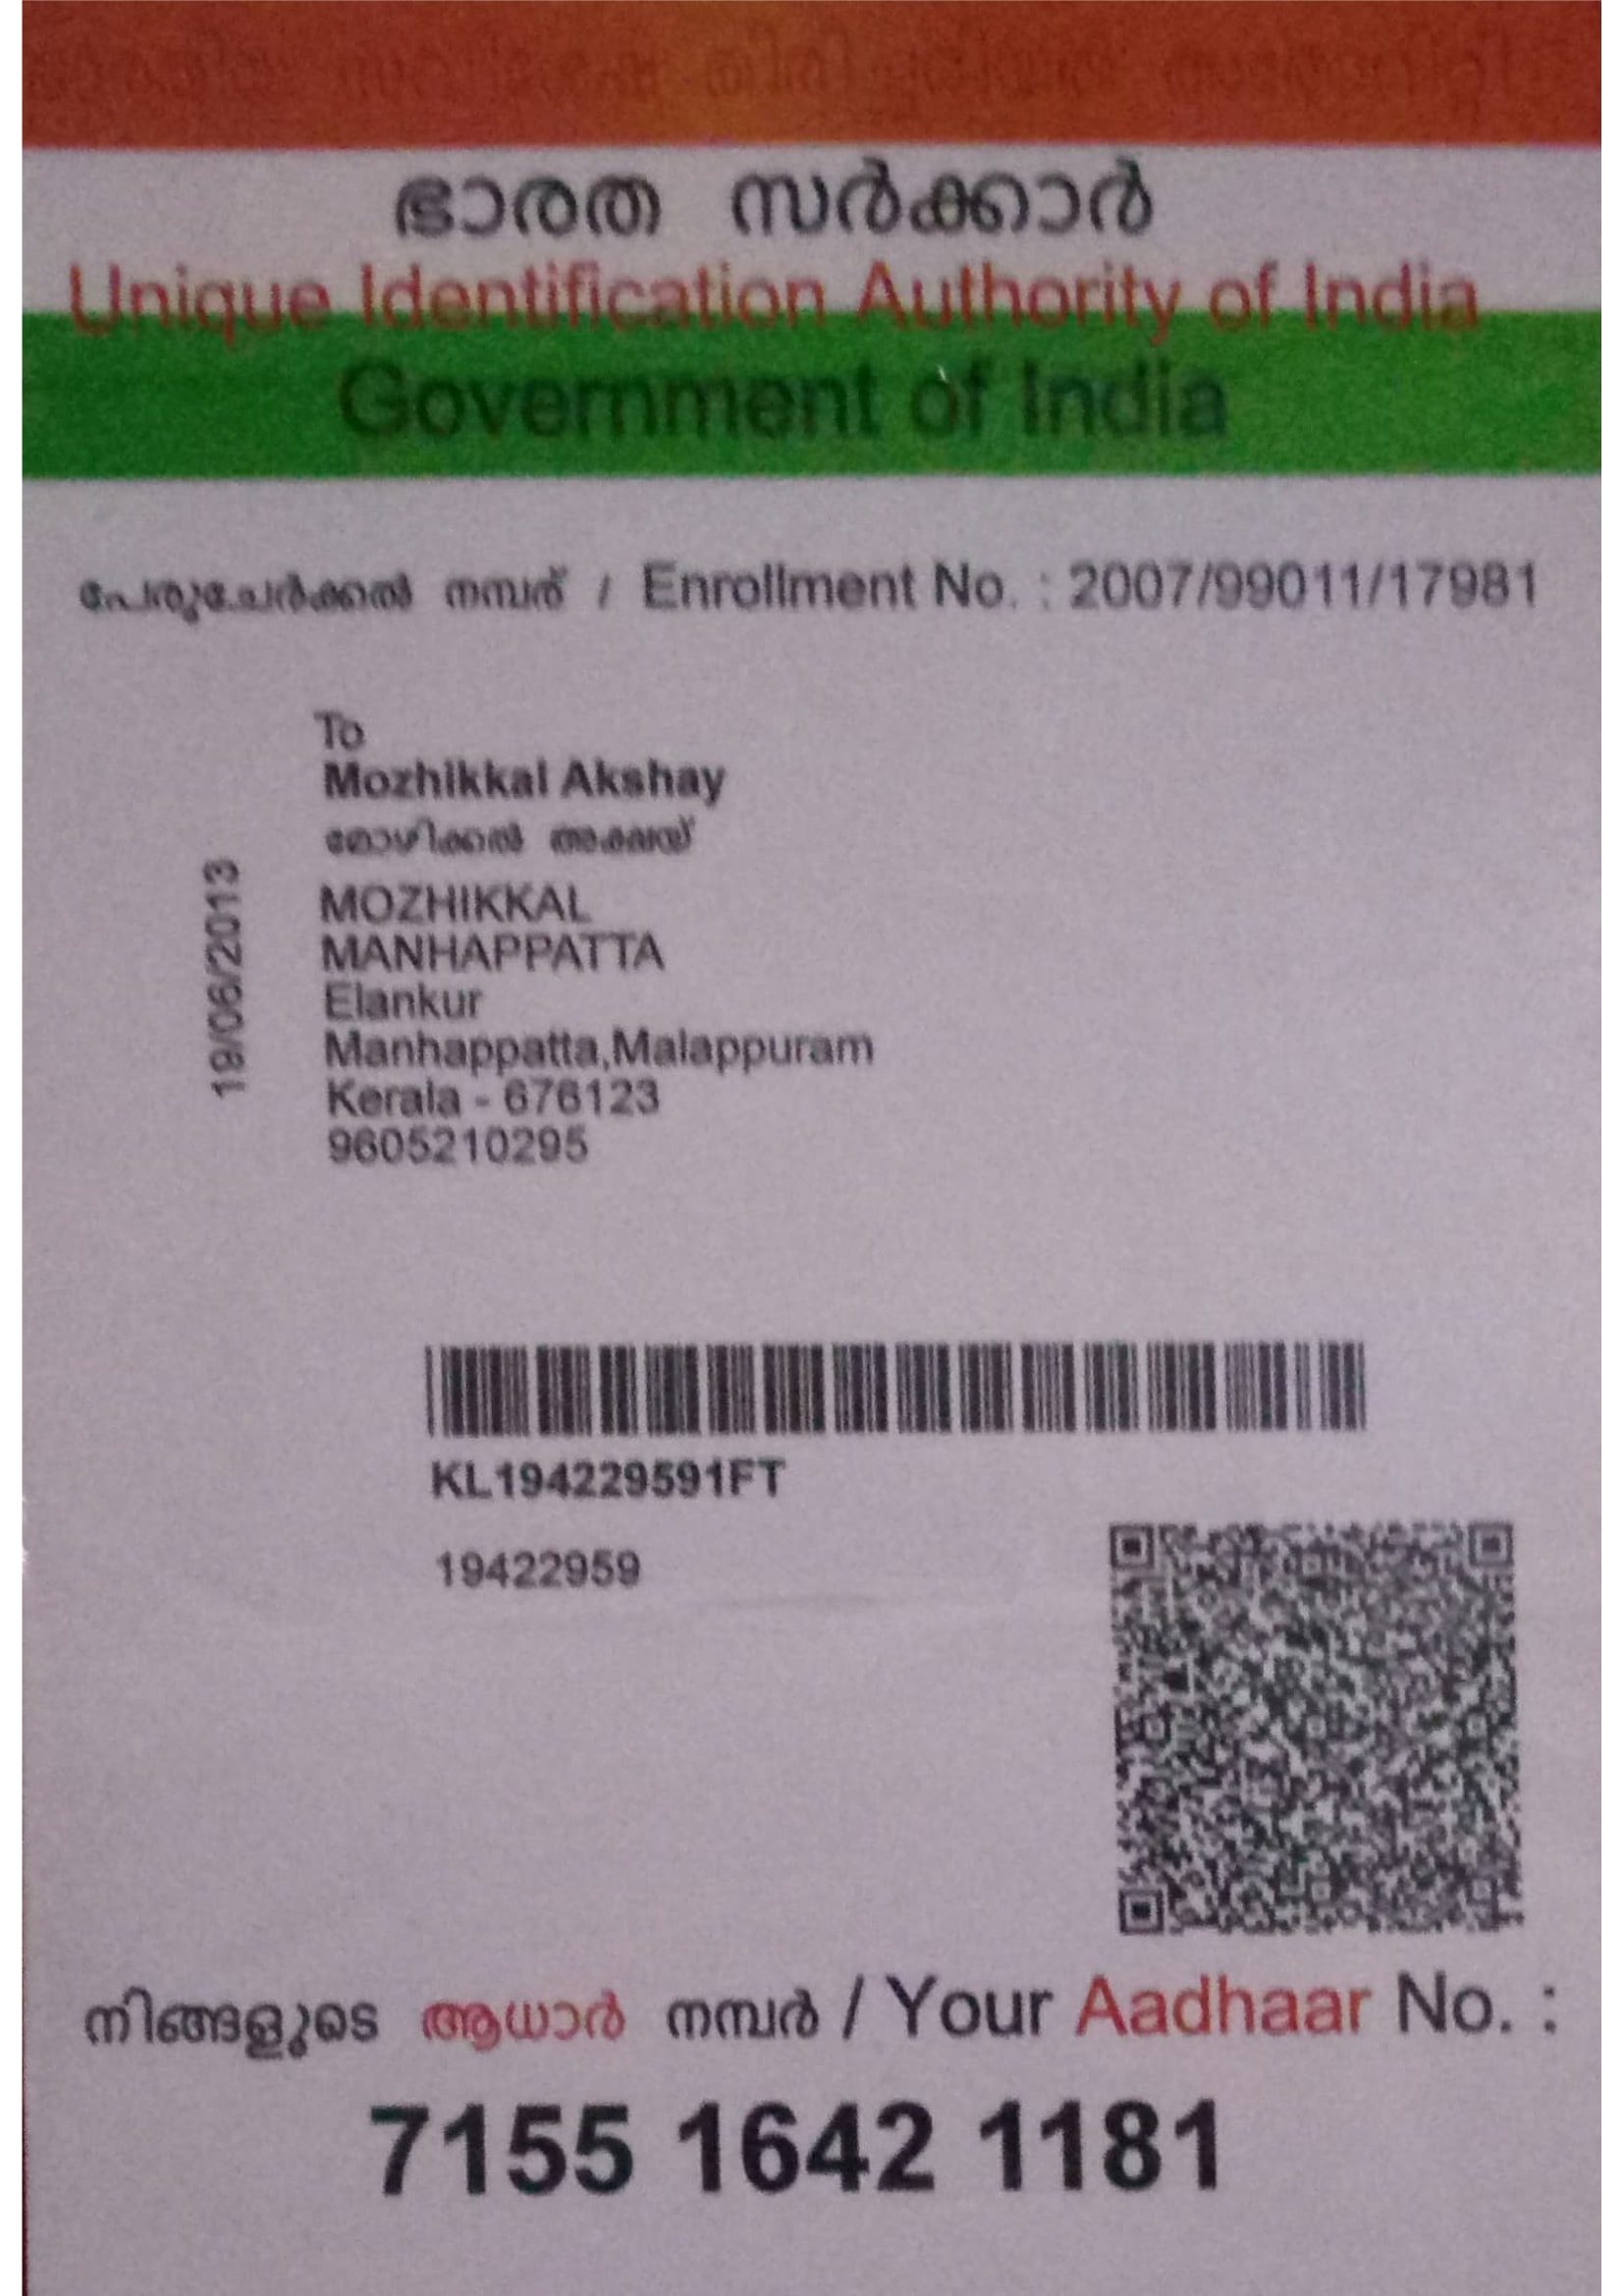 ഭാരത സർക്കാർ
Unique Identification Authority of India
Government of India
പേരുചേർക്കൽ നമ്പര് / Enrollment No. : 2007/99011/17981
To
Mozhikkal Akshay
മോഴിക്കൽ അക്ഷയ്
MOZHIKKAL
MANHAPPATTA
Elankur
Manhappatta,Malappuram
Kerala - 676123
9605210295
19/06/2013
KL194229591FT
19422959
നിങ്ങളുടെ ആധാർ നമ്പർ / Your Aadhaar No. :
7155 1642 1181